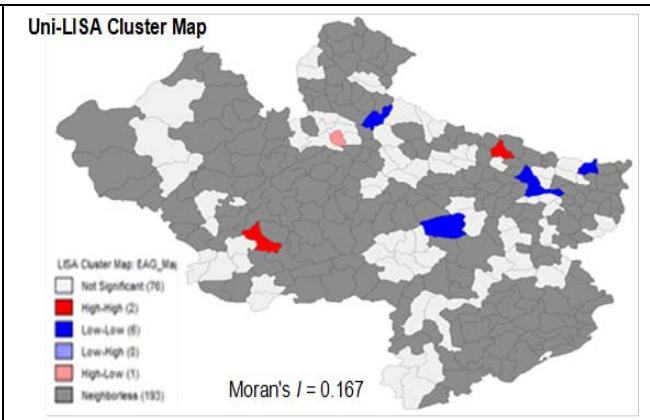 Uni-LISA Cluster Map
LISA Cluster Map: EAG_Map
Not Significant (76)
High-High (2)
Low-Low (6)
Low-High (0)
High-Low (1)
Neighborless (193)
Moran's I = 0.167